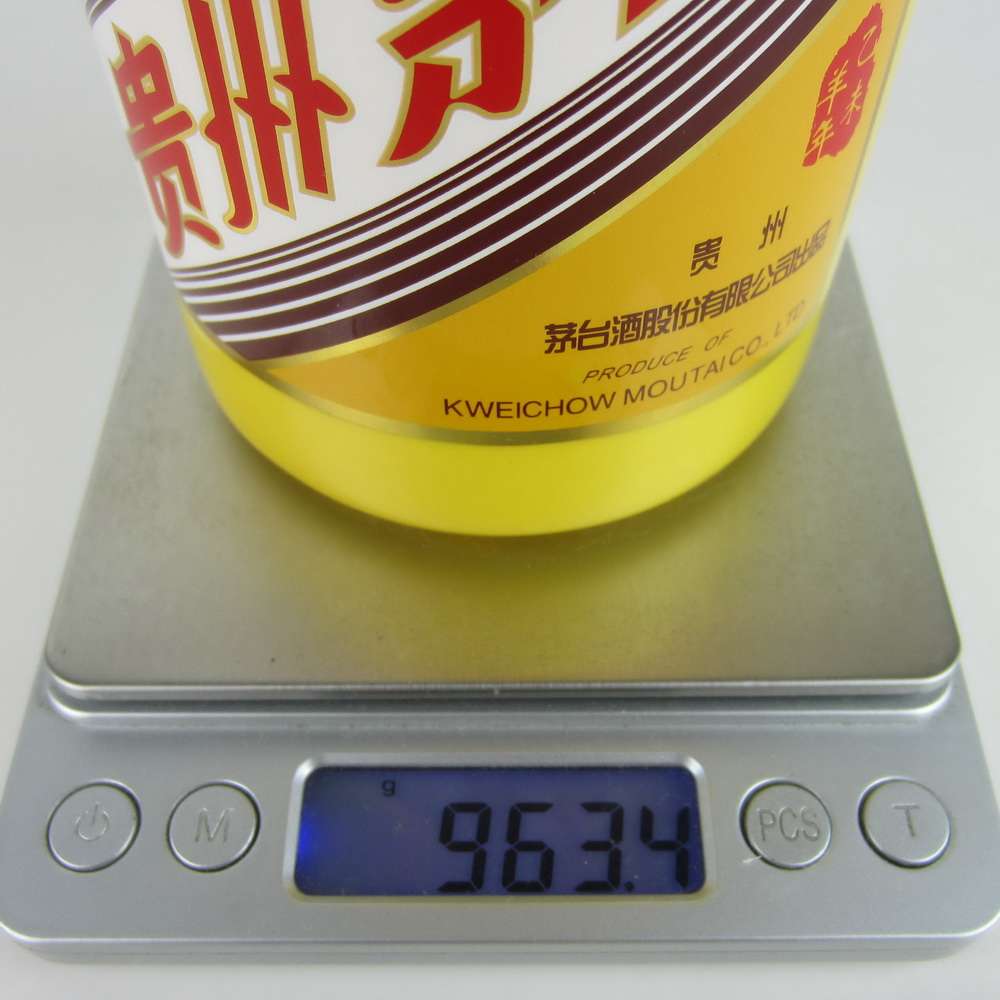 贵州茅
乙未
羊年
贵州
茅台酒股份有限公司出品
PRODUCE OF
KWEICHOW MOUTAI CO., LTD
g
963.4
M
PCS
T